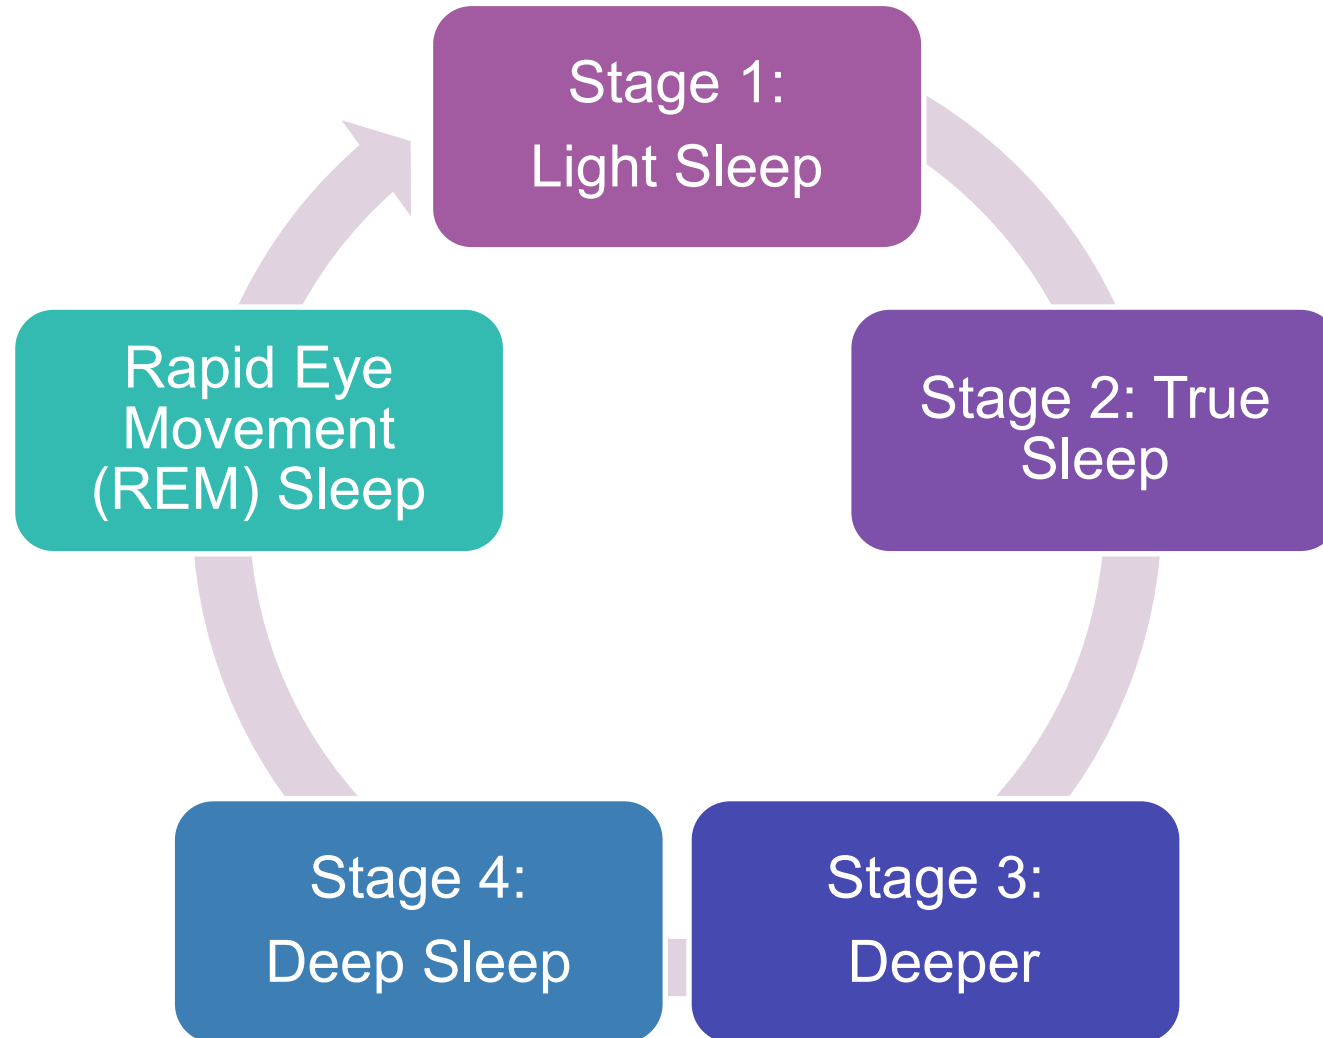 Stage 1:
Light Sleep
Stage 2: True
Sleep
Stage 3:
Deeper
Stage 4:
Deep Sleep
Rapid Eye
Movement
(REM) Sleep